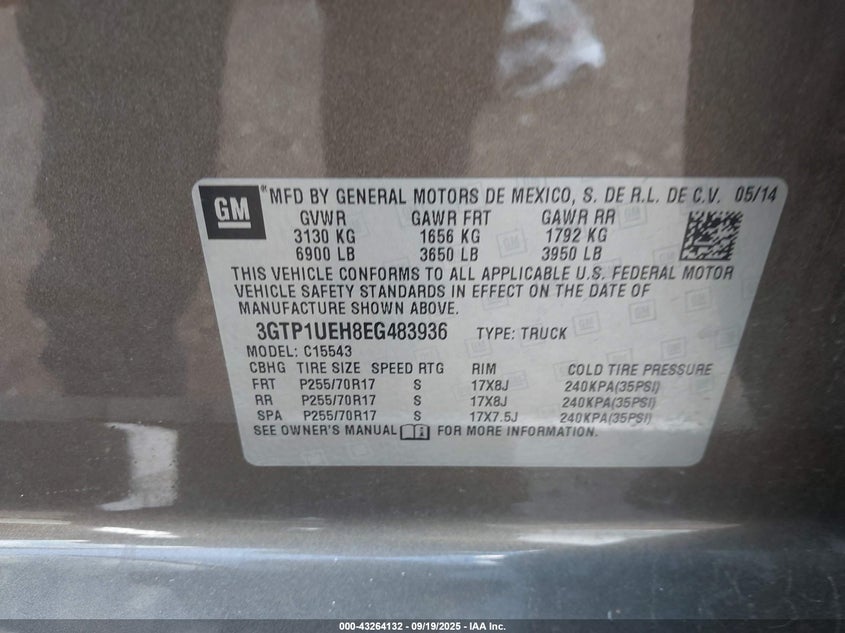 GM
® MFD BY GENERAL MOTORS DE MEXICO, S. DE R.L. DE C.V. 05/14
GVWR GAWR FRT GAWR RR
3130 KG 1656 KG 1792 KG
6900 LB 3650 LB 3950 LB
THIS VEHICLE CONFORMS TO ALL APPLICABLE U.S. FEDERAL MOTOR
VEHICLE SAFETY STANDARDS IN EFFECT ON THE DATE OF
MANUFACTURE SHOWN ABOVE.
3GTP1UEH8EG483936 TYPE: TRUCK
MODEL: C15543
CBHG TIRE SIZE SPEED RTG RIM COLD TIRE PRESSURE
FRT P255/70R17 S 17X8J 240KPA(35PSI)
RR P255/70R17 S 17X8J 240KPA(35PSI)
SPA P255/70R17 S 17X7.5J 240KPA(35PSI)
SEE OWNER'S MANUAL FOR MORE INFORMATION.
000-43264132 - 09/19/2025 - IAA Inc.